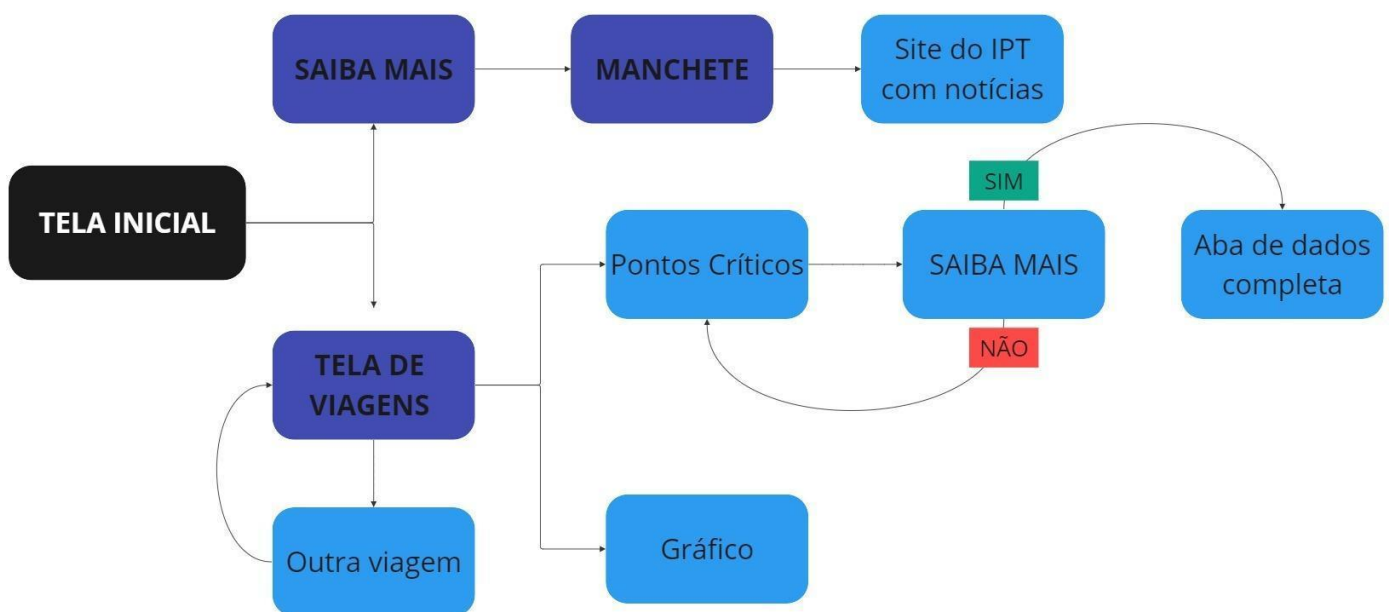 SAIBA MAIS
MANCHETE
Site do IPT
com notícias
TELA INICIAL
SIM
Pontos Críticos
SAIBA MAIS
Aba de dados
completa
NÃO
TELA DE
VIAGENS
Outra viagem
Gráfico